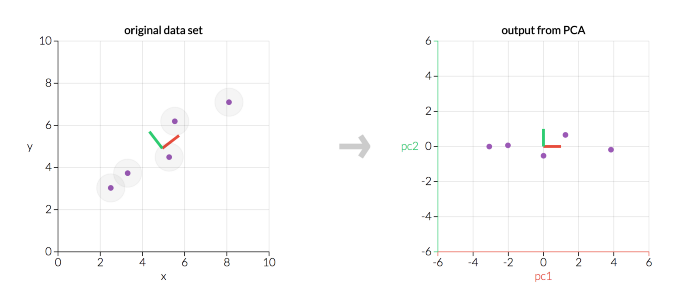 original data set
10
8
6
4
2
0
y
0 2 4 6 8 10
x
output from PCA
6
4
2
pc2 0
-2
-4
-6
-6 -4 -2 0 2 4 6
pc1